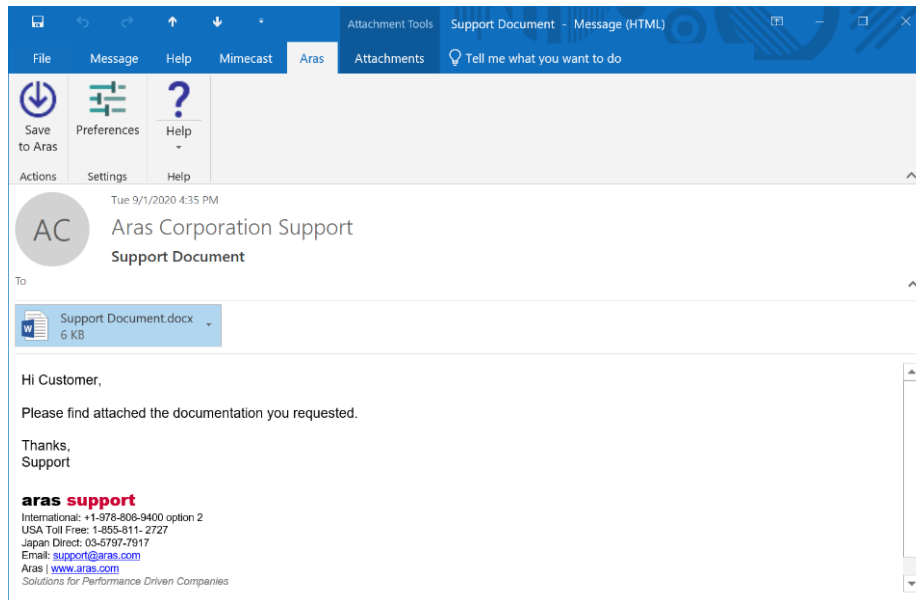 Attachment Tools Support Document - Message (HTML)
File Message Help Mimecast Aras Attachments Tell me what you want to do
Save to Aras
Preferences
Help
Actions Settings Help
Tue 9/1/2020 4:35 PM
AC
Aras Corporation Support
Support Document
To
Support Document.docx
6 KB
Hi Customer,
Please find attached the documentation you requested.
Thanks,
Support
aras support
International: +1-978-806-9400 option 2
USA Toll Free: 1-855-811- 2727
Japan Direct: 03-5797-7917
Email: support@aras.com
Aras | www.aras.com
Solutions for Performance Driven Companies